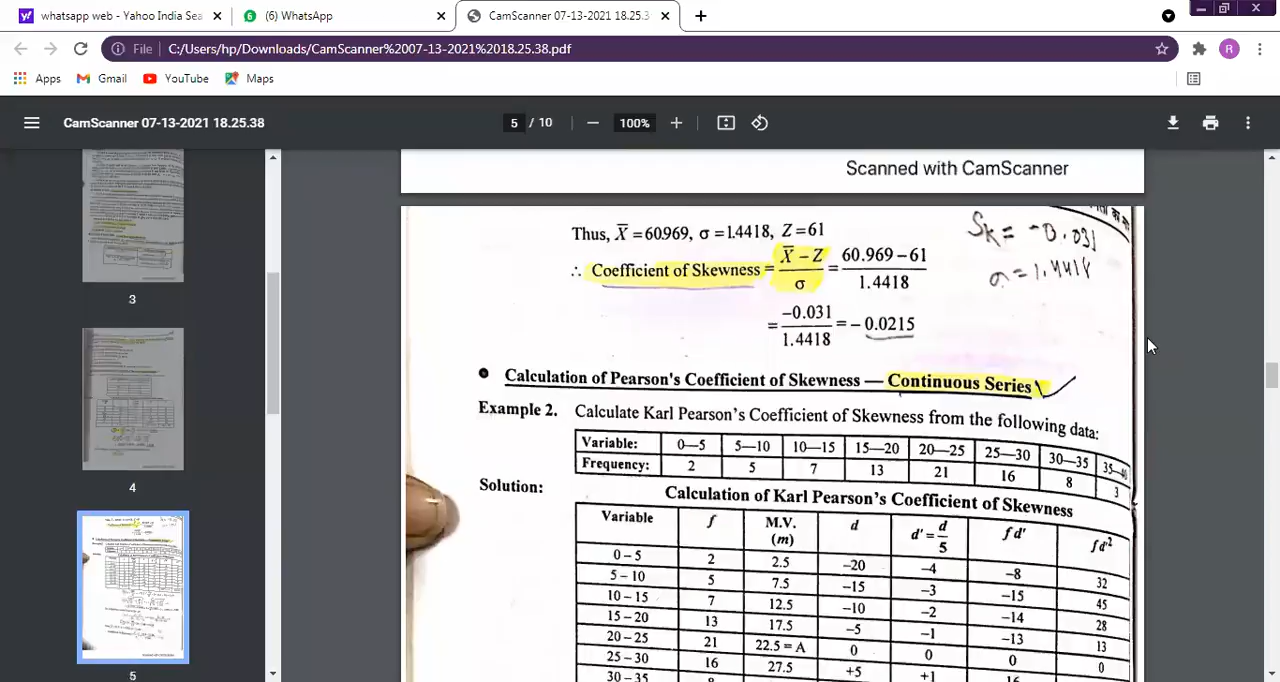 whatsapp web - Yahoo India Sea
(6) WhatsApp
CamScanner 07-13-2021 18.25.3
File C:/Users/hp/Downloads/CamScanner%2007-13-2021%2018.25.38.pdf
R
Apps Gmail YouTube Maps
CamScanner 07-13-2021 18.25.38
5 / 10
100%
3
4
5
Scanned with CamScanner
Thus, X̄ = 60.969, σ = 1.4418, Z = 61
Sk = -0.031
σ = 1.4418
∴ Coefficient of Skewness = X̄ – Z / σ = 60.969 – 61 / 1.4418
= –0.031 / 1.4418 = – 0.0215
Calculation of Pearson's Coefficient of Skewness — Continuous Series
Example 2. Calculate Karl Pearson's Coefficient of Skewness from the following data:
Variable: 0—5 5—10 10—15 15—20 20—25 25—30 30—35 35—40
Frequency: 2 5 7 13 21 16 8 3
Solution: Calculation of Karl Pearson's Coefficient of Skewness
Variable f M.V. (m) d d' = d/5 fd' fd'²
0 – 5 2 2.5 –20 –4 –8 32
5 – 10 5 7.5 –15 –3 –15 45
10 – 15 7 12.5 –10 –2 –14 28
15 – 20 13 17.5 –5 –1 –13 13
20 – 25 21 22.5 = A 0 0 0 0
25 – 30 16 27.5 +5 +1
30 – 35